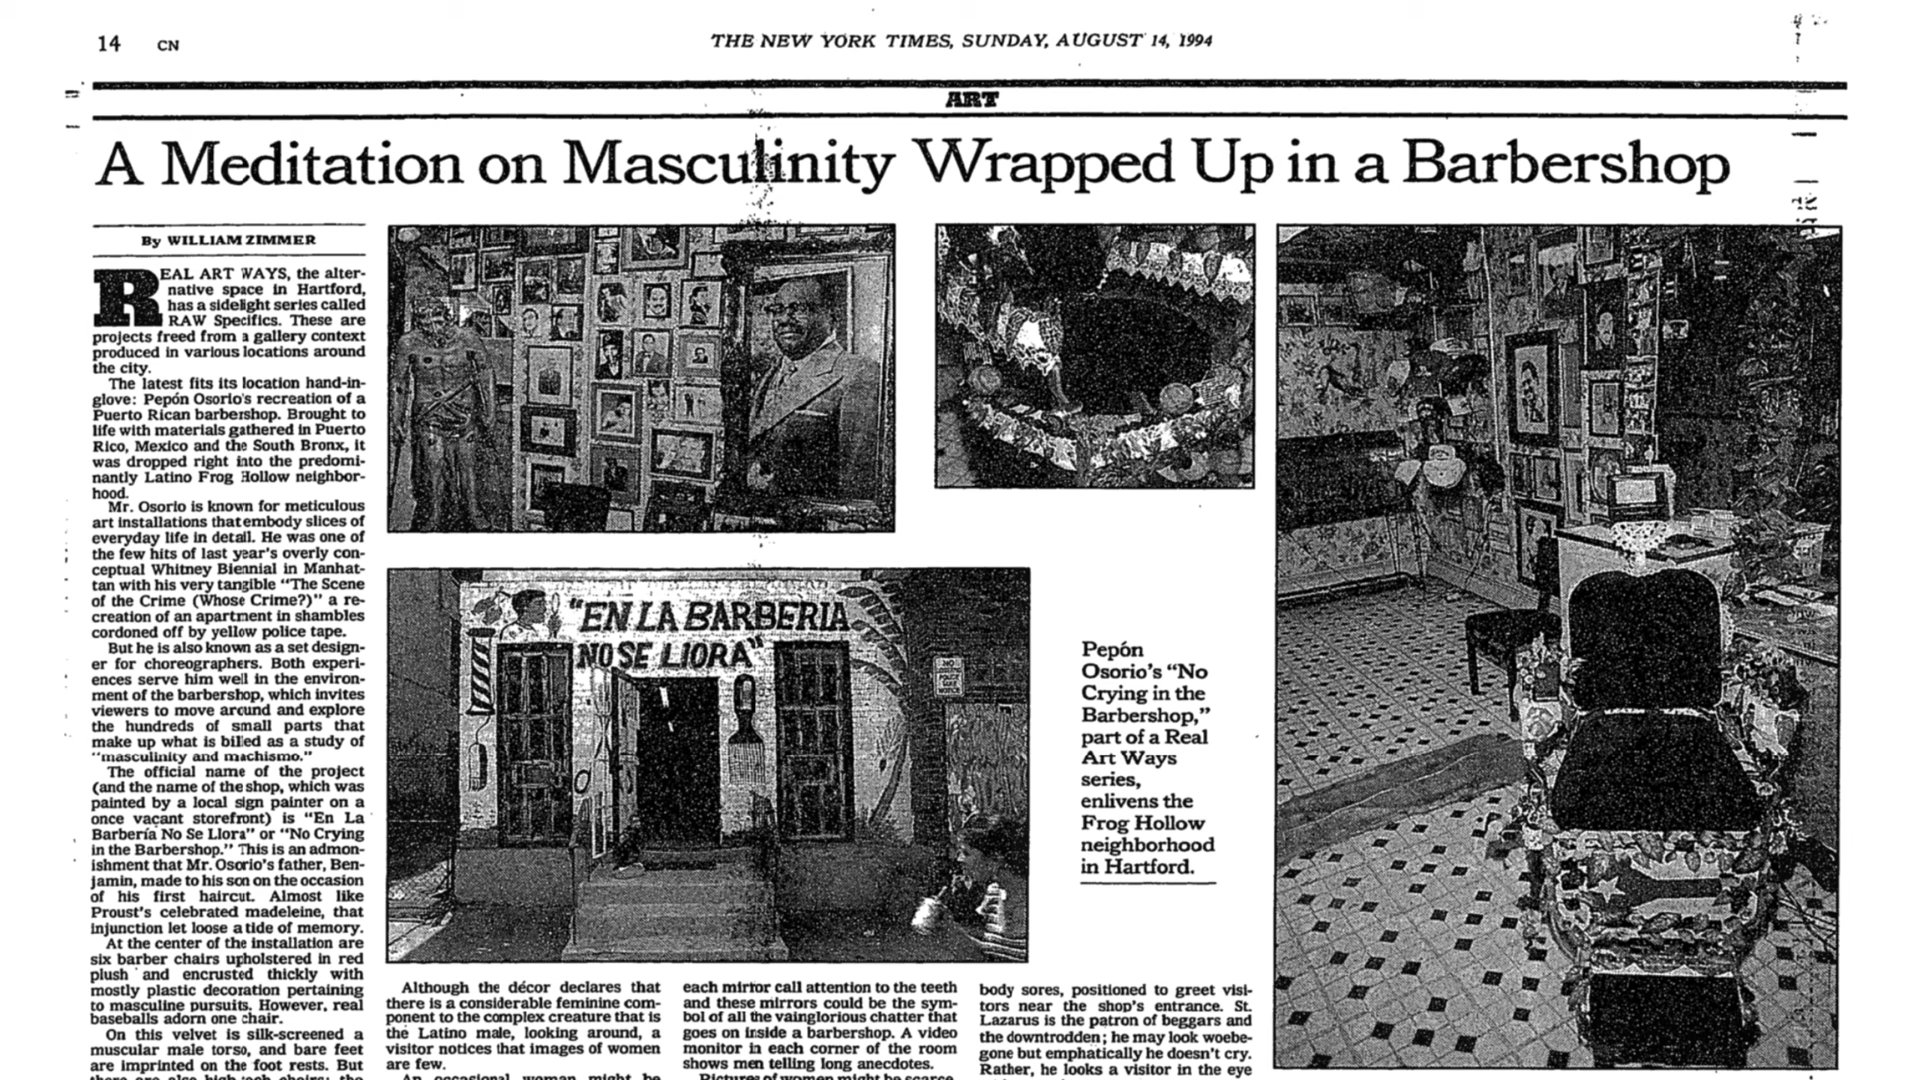 14 CN
THE NEW YORK TIMES, SUNDAY, AUGUST 14, 1994
ART
A Meditation on Masculinity Wrapped Up in a Barbershop
By WILLIAM ZIMMER
REAL ART WAYS, the alter-
native space in Hartford,
has a sidelight series called
RAW Specifics. These are
projects freed from a gallery context
produced in various locations around
the city.
The latest fits its location hand-in-
glove: Pepón Osorio's recreation of a
Puerto Rican barbershop. Brought to
life with materials gathered in Puerto
Rico, Mexico and the South Bronx, it
was dropped right into the predomi-
nantly Latino Frog Hollow neighbor-
hood.
Mr. Osorio is known for meticulous
art installations that embody slices of
everyday life in detail. He was one of
the few hits of last year's overly con-
ceptual Whitney Biennial in Manhat-
tan with his very tangible "The Scene
of the Crime (Whose Crime?)" a re-
creation of an apartment in shambles
cordoned off by yellow police tape.
But he is also known as a set design-
er for choreographers. Both experi-
ences serve him well in the environ-
ment of the barbershop, which invites
viewers to move around and explore
the hundreds of small parts that
make up what is billed as a study of
"masculinity and machismo."
The official name of the project
(and the name of the shop, which was
painted by a local sign painter on a
once vacant storefront) is "En La
Barbería No Se Llora" or "No Crying
in the Barbershop." This is an admon-
ishment that Mr. Osorio's father, Ben-
jamin, made to his son on the occasion
of his first haircut. Almost like
Proust's celebrated madeleine, that
injunction let loose a tide of memory.
At the center of the installation are
six barber chairs upholstered in red
plush and encrusted thickly with
mostly plastic decoration pertaining
to masculine pursuits. However, real
baseballs adorn one chair.
On this velvet is silk-screened a
muscular male torso, and bare feet
are imprinted on the foot rests. But
there are also high-tech chairs: the
"EN LA BARBERIA
NO SE LlORA"
Pepón
Osorio's "No
Crying in the
Barbershop,"
part of a Real
Art Ways
series,
enlivens the
Frog Hollow
neighborhood
in Hartford.
Although the décor declares that
there is a considerable feminine com-
ponent to the complex creature that is
the Latino male, looking around, a
visitor notices that images of women
are few.
An occasional woman might be
each mirror call attention to the teeth
and these mirrors could be the sym-
bol of all the vainglorious chatter that
goes on inside a barbershop. A video
monitor in each corner of the room
shows men telling long anecdotes.
Pictures of women might be scarce,
body sores, positioned to greet visi-
tors near the shop's entrance. St.
Lazarus is the patron of beggars and
the downtrodden; he may look woebe-
gone but emphatically he doesn't cry.
Rather, he looks a visitor in the eye